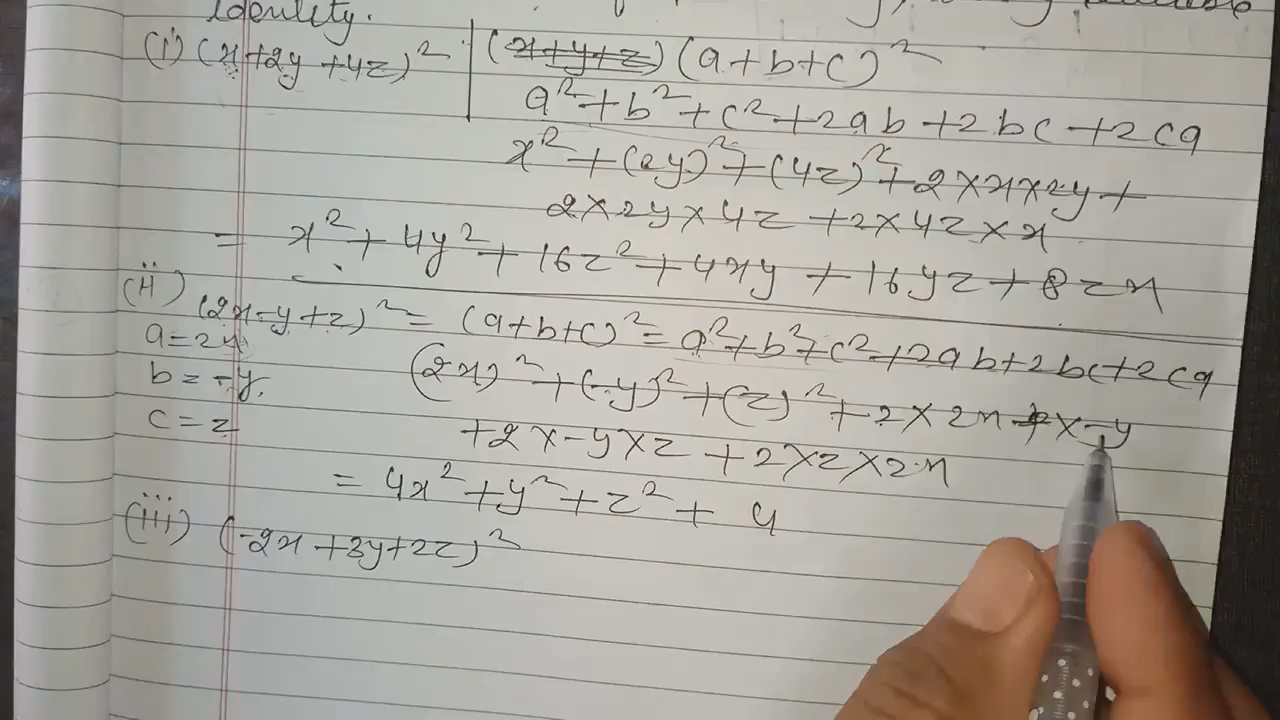 Identity.
(i) (x+2y+4z)² | (x+y+z) (a+b+c)²
a²+b²+c²+2ab+2bc+2ca
x²+(2y)²+(4z)²+2×x×2y+
2×2y×4z+2×4z×x
= x²+4y²+16z²+4xy+16yz+8zx
(ii) (2x-y+z)² = (a+b+c)² = a²+b²+c²+2ab+2bc+2ca
a=2x
b=-y.
c=z
(2x)²+(-y)²+(z)²+2×2x×-y
+2×-y×z+2×z×2x
= 4x²+y²+z²+ 4
(iii) (-2x+3y+2z)²